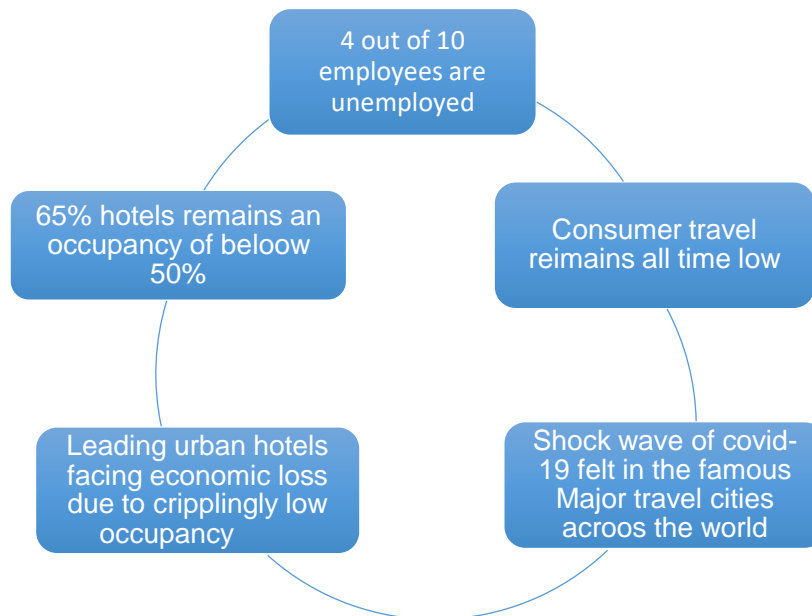 4 out of 10
employees are
unemployed
Consumer travel
reimains all time low
Shock wave of covid-
19 felt in the famous
Major travel cities
acroos the world
Leading urban hotels
facing economic loss
due to cripplingly low
occupancy
65% hotels remains an
occupancy of beloow
50%